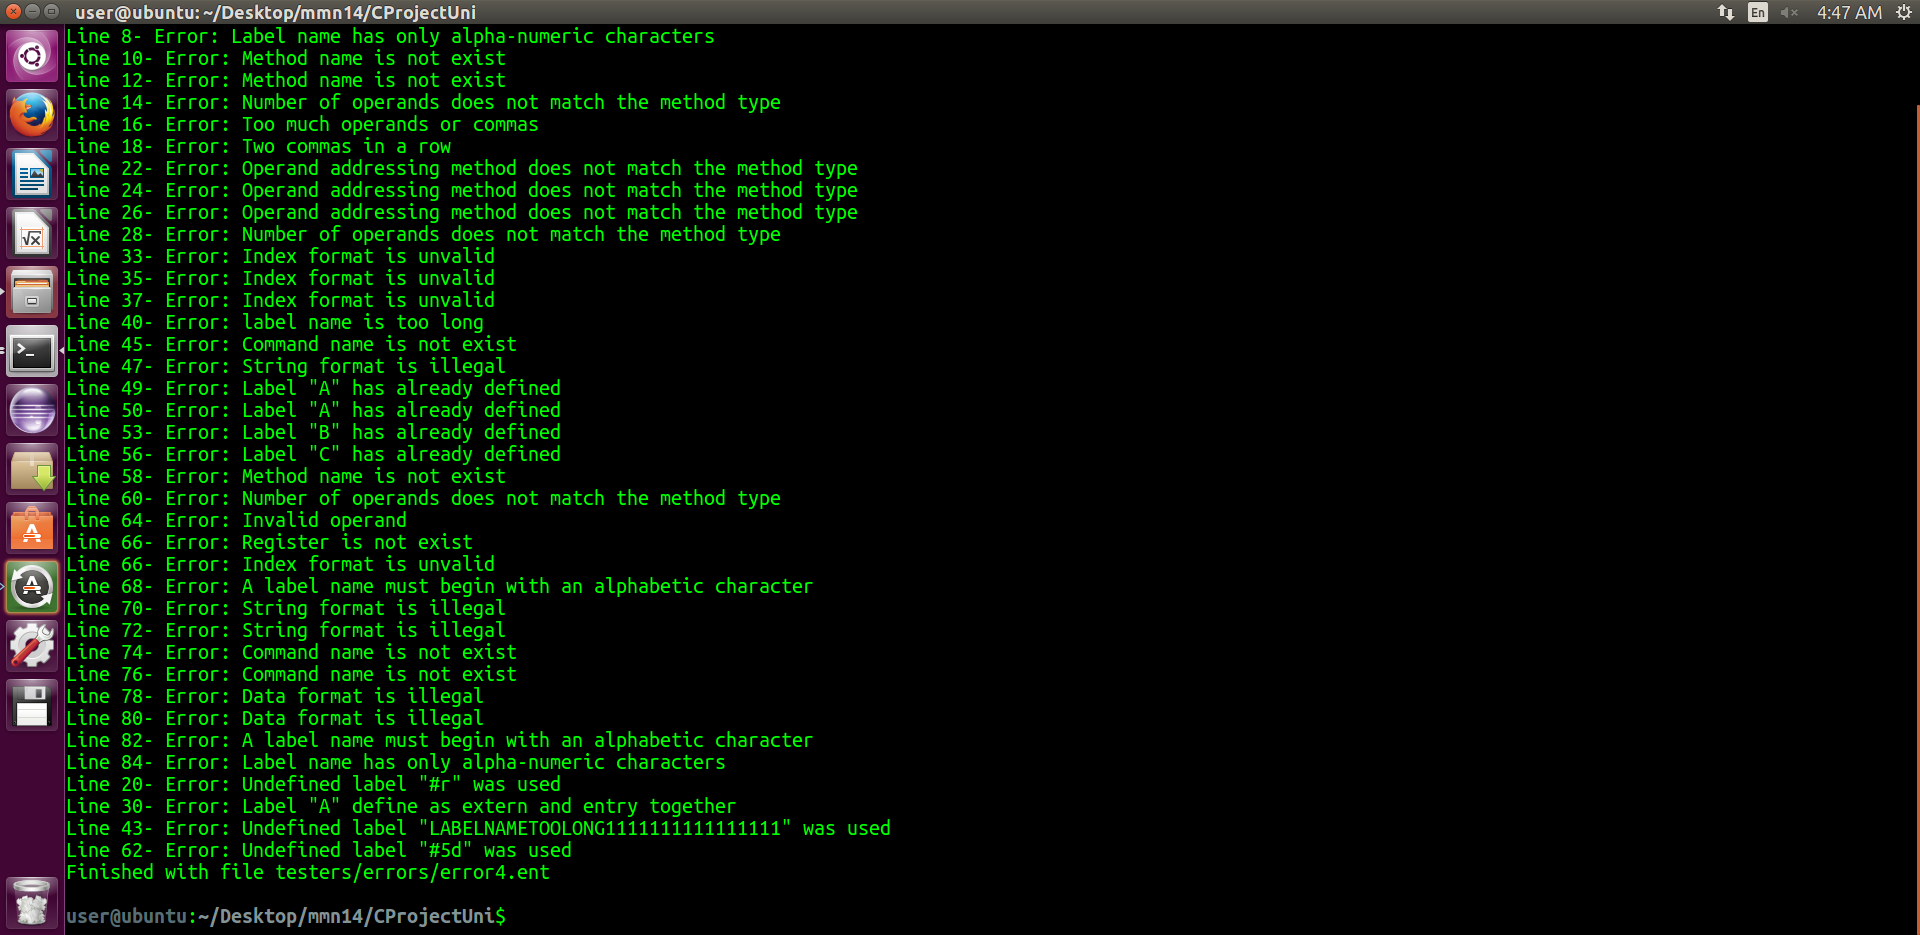 user@ubuntu: ~/Desktop/mmn14/CProjectUni
En
4:47 AM
Line 8- Error: Label name has only alpha-numeric characters
Line 10- Error: Method name is not exist
Line 12- Error: Method name is not exist
Line 14- Error: Number of operands does not match the method type
Line 16- Error: Too much operands or commas
Line 18- Error: Two commas in a row
Line 22- Error: Operand addressing method does not match the method type
Line 24- Error: Operand addressing method does not match the method type
Line 26- Error: Operand addressing method does not match the method type
Line 28- Error: Number of operands does not match the method type
Line 33- Error: Index format is unvalid
Line 35- Error: Index format is unvalid
Line 37- Error: Index format is unvalid
Line 40- Error: label name is too long
Line 45- Error: Command name is not exist
Line 47- Error: String format is illegal
Line 49- Error: Label "A" has already defined
Line 50- Error: Label "A" has already defined
Line 53- Error: Label "B" has already defined
Line 56- Error: Label "C" has already defined
Line 58- Error: Method name is not exist
Line 60- Error: Number of operands does not match the method type
Line 64- Error: Invalid operand
Line 66- Error: Register is not exist
Line 66- Error: Index format is unvalid
Line 68- Error: A label name must begin with an alphabetic character
Line 70- Error: String format is illegal
Line 72- Error: String format is illegal
Line 74- Error: Command name is not exist
Line 76- Error: Command name is not exist
Line 78- Error: Data format is illegal
Line 80- Error: Data format is illegal
Line 82- Error: A label name must begin with an alphabetic character
Line 84- Error: Label name has only alpha-numeric characters
Line 20- Error: Undefined label "#r" was used
Line 30- Error: Label "A" define as extern and entry together
Line 43- Error: Undefined label "LABELNAMETOOLONG1111111111111111" was used
Line 62- Error: Undefined label "#5d" was used
Finished with file testers/errors/error4.ent
user@ubuntu:~/Desktop/mmn14/CProjectUni$